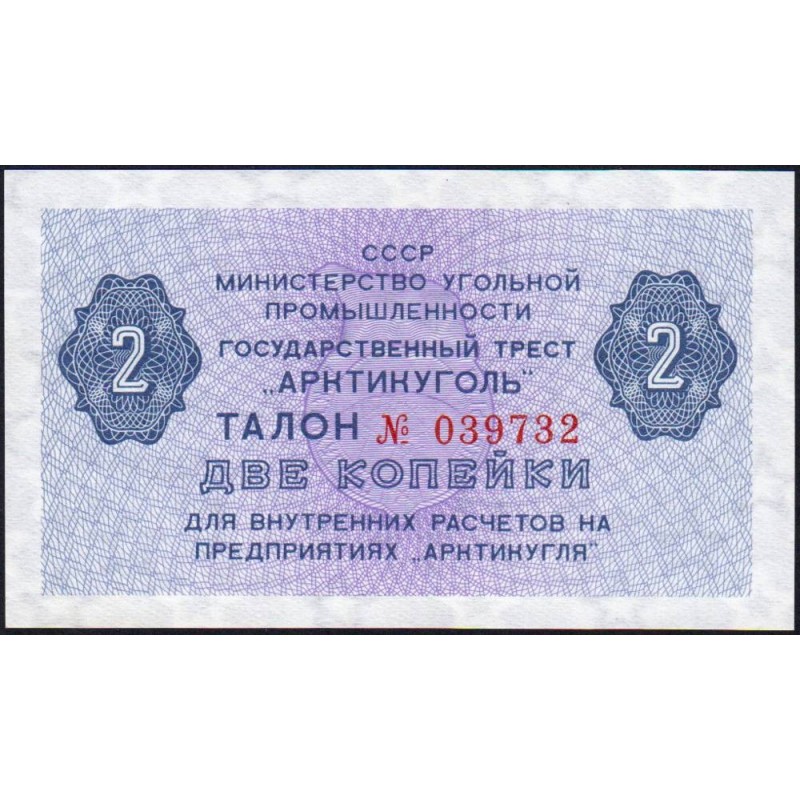 СССР
МИНИСТЕРСТВО УГОЛЬНОЙ
ПРОМЫШЛЕННОСТИ
ГОСУДАРСТВЕННЫЙ ТРЕСТ
„АРКТИКУГОЛЬ"
2
2
ТАЛОН № 039732
ДВЕ КОПЕЙКИ
ДЛЯ ВНУТРЕННИХ РАСЧЕТОВ НА
ПРЕДПРИЯТИЯХ „АРКТИКУГЛЯ"